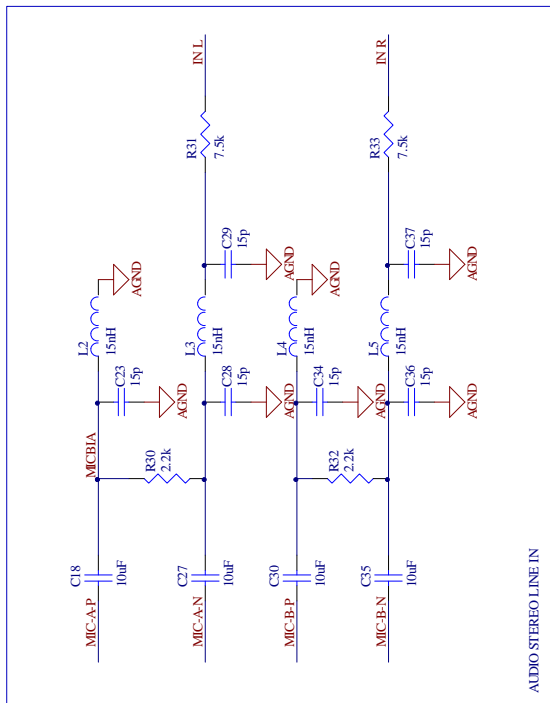 IN L
IN R
R31
7.5k
R33
7.5k
C29
15p
AGND
C37
15p
AGND
AGND
AGND
L2
15nH
L3
15nH
L4
15nH
L5
15nH
C23
15p
AGND
C28
15p
AGND
C34
15p
AGND
C36
15p
AGND
MICBIA
R30
2.2k
R32
2.2k
C18
10uF
C27
10uF
C30
10uF
C35
10uF
MIC-A-P
MIC-A-N
MIC-B-P
MIC-B-N
AUDIO STEREO LINE IN